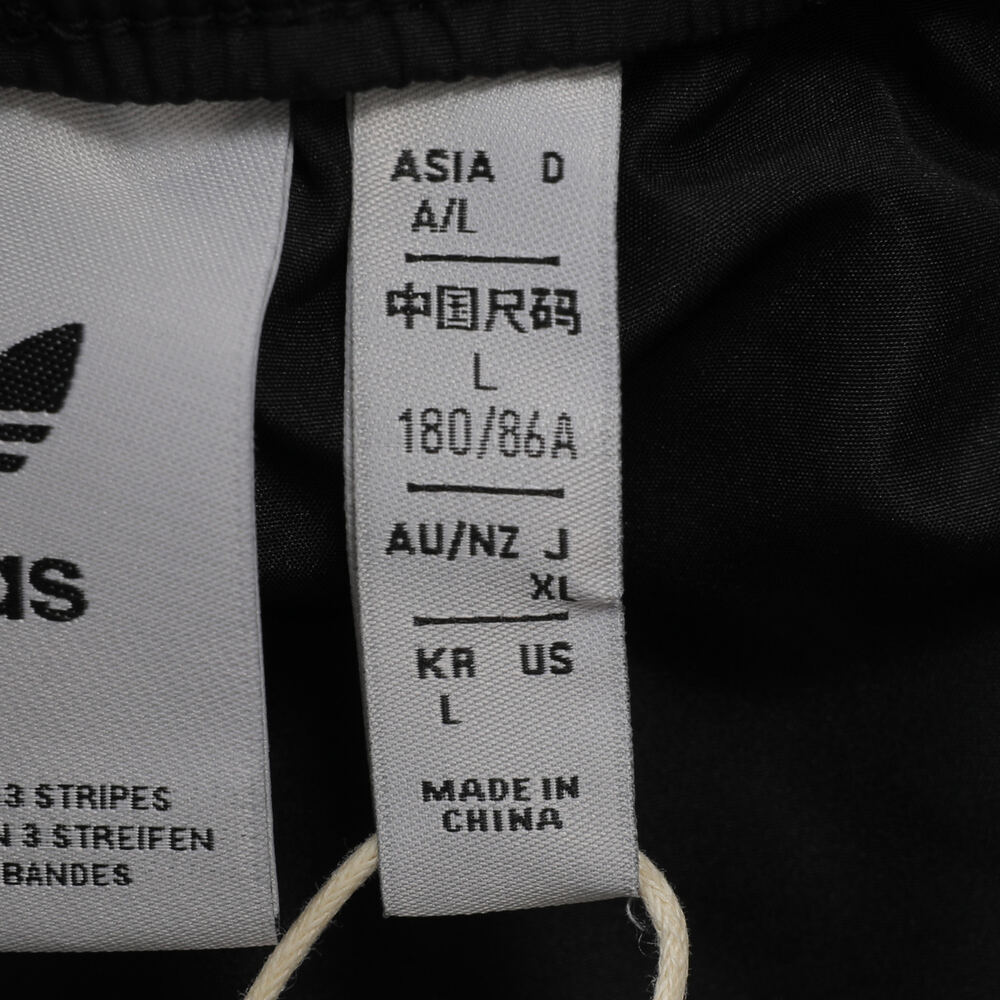 as
3 STRIPES
N 3 STREIFEN
BANDES
ASIA D
A/L
中国尺码
L
180/86A
AU/NZ J
XL
KR US
L
MADE IN
CHINA